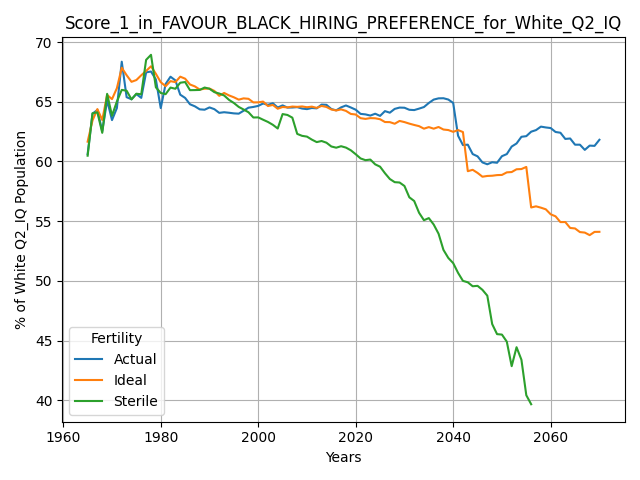 Score_1_in_FAVOUR_BLACK_HIRING_PREFERENCE_for_White_Q2_IQ
70
65
60
55
50
45
40
% of White Q2_IQ Population
Fertility
Actual
Ideal
Sterile
1960 1980 2000 2020 2040 2060
Years